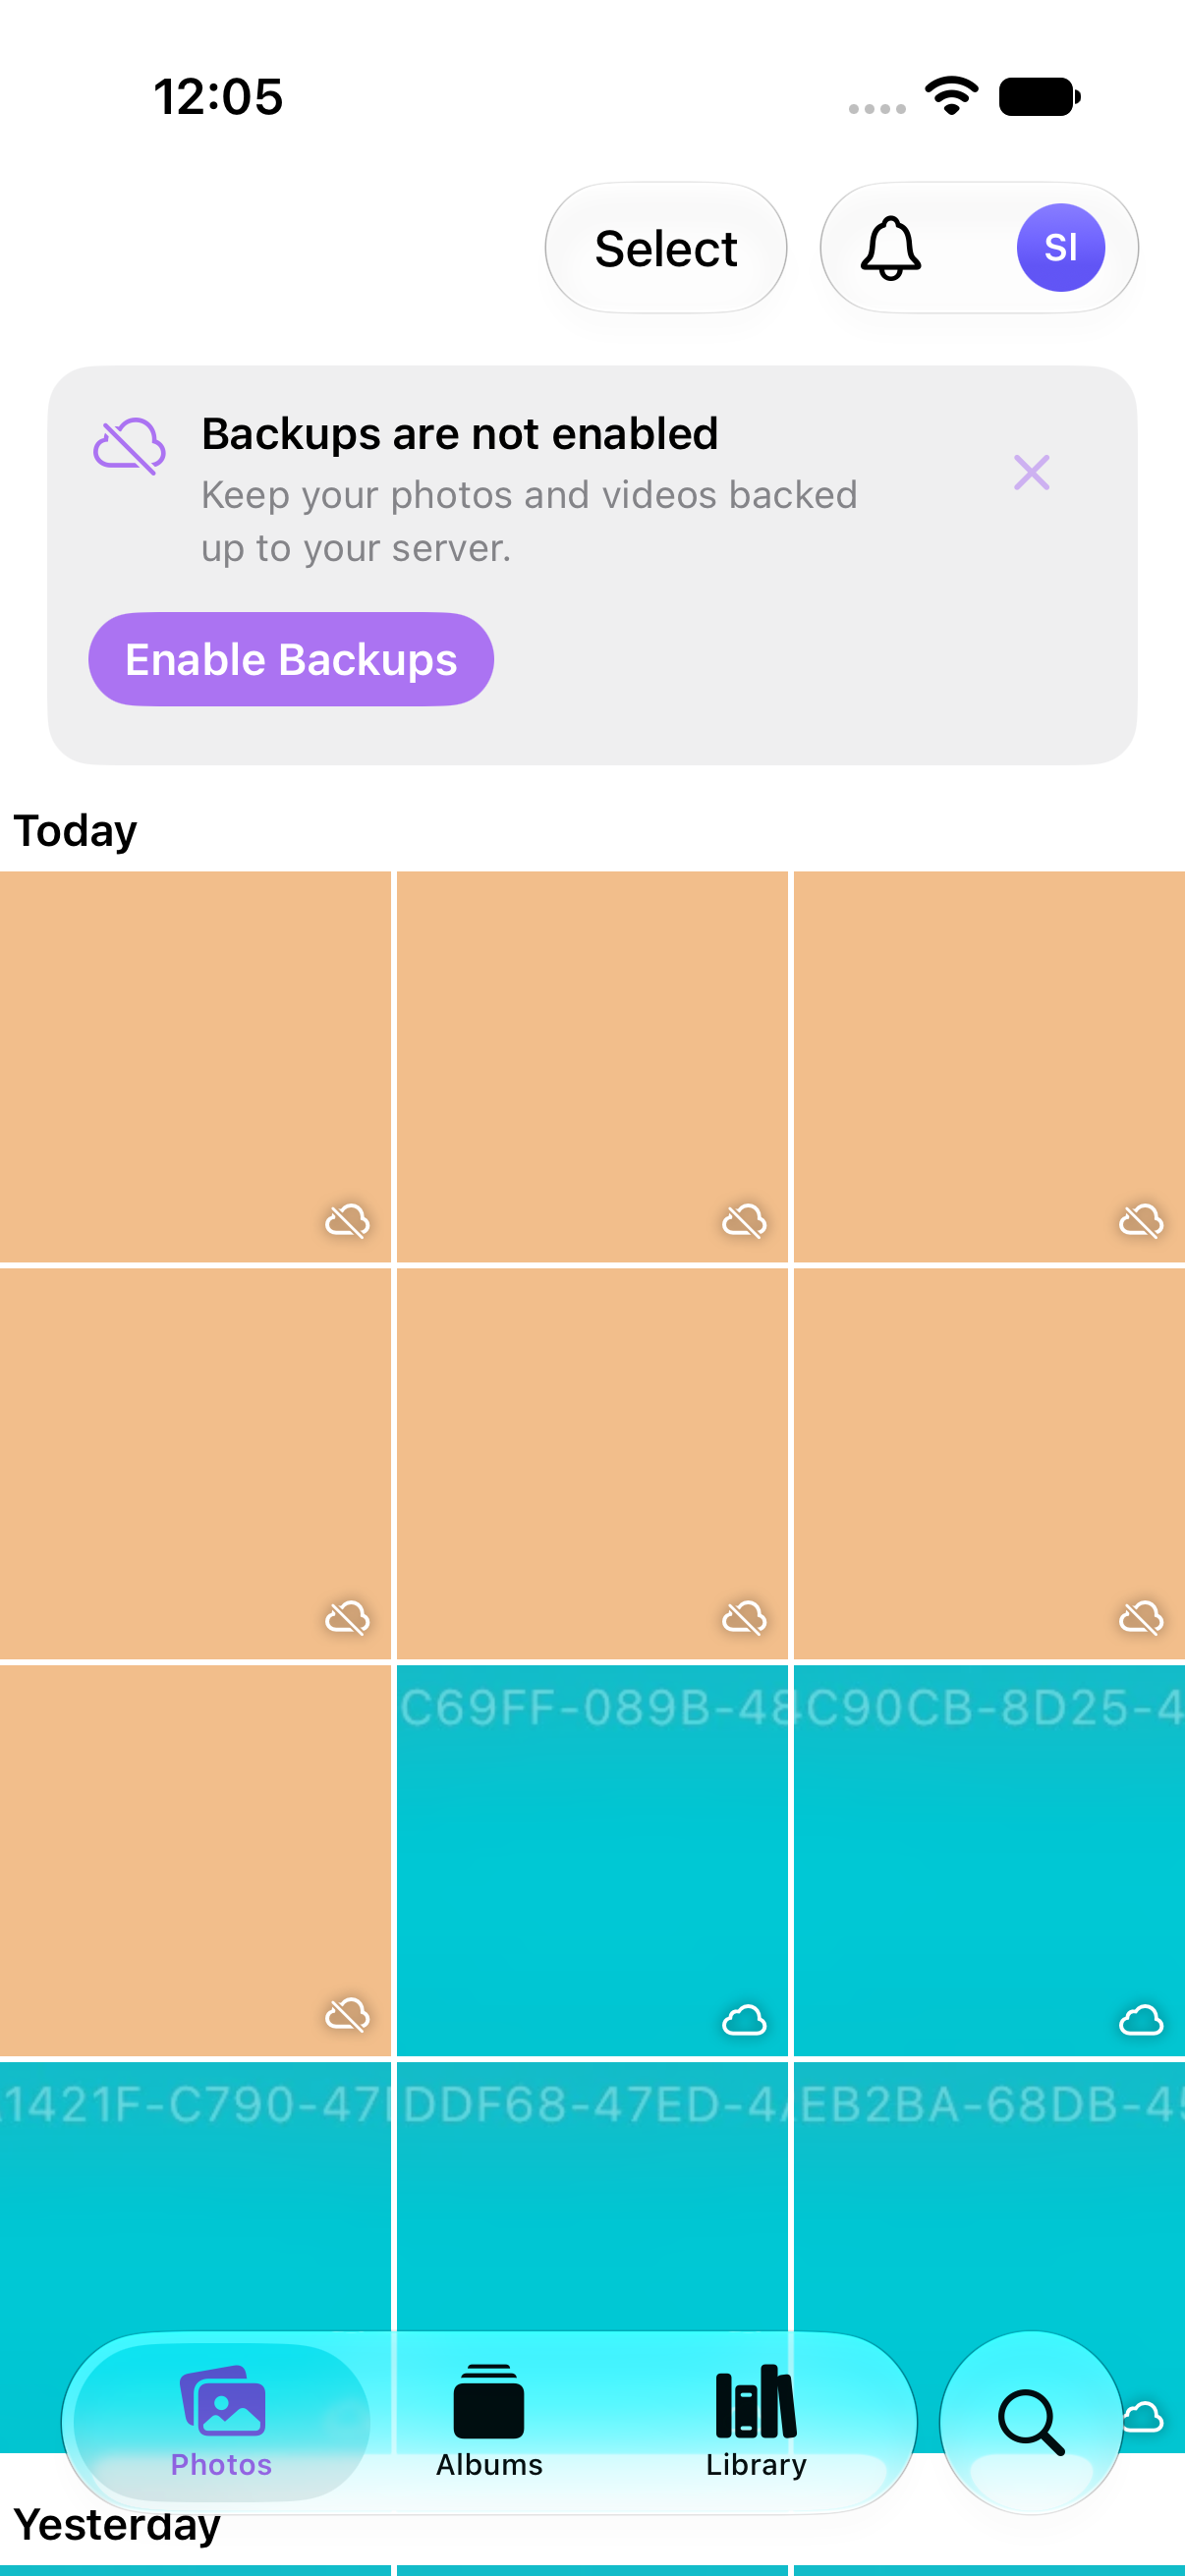 12:05
Select
SI
Backups are not enabled
Keep your photos and videos backed
up to your server.
Enable Backups
Today
C69FF-089B-48
C90CB-8D25-4
1421F-C790-47
DDF68-47ED-4
EB2BA-68DB-45
Photos
Albums
Library
Yesterday